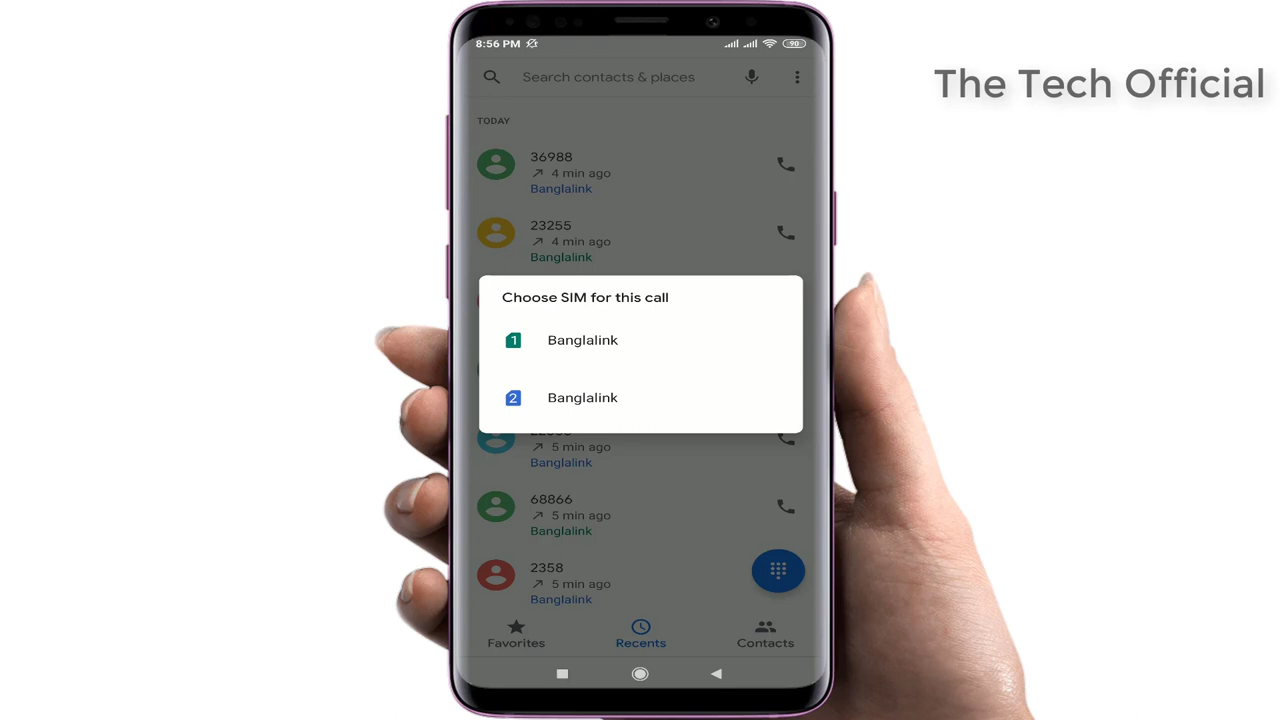 The Tech Official
8:56 PM
90
Search contacts & places
TODAY
36988
4 min ago
Banglalink
23255
4 min ago
Banglalink
Choose SIM for this call
1 Banglalink
2 Banglalink
5 min ago
Banglalink
68866
5 min ago
Banglalink
2358
5 min ago
Banglalink
Favorites
Recents
Contacts